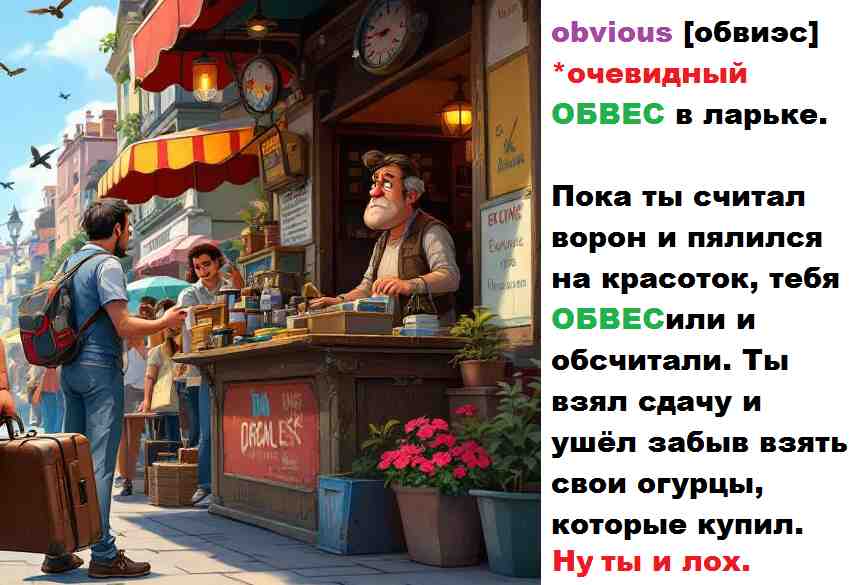 obvious [обвиэс]
*очевидный
ОБВЕС в ларьке.
Пока ты считал
ворон и пялился
на красоток, тебя
ОБВЕСили и
обсчитали. Ты
взял сдачу и
ушёл забыв взять
свои огурцы,
которые купил.
Ну ты и лох.